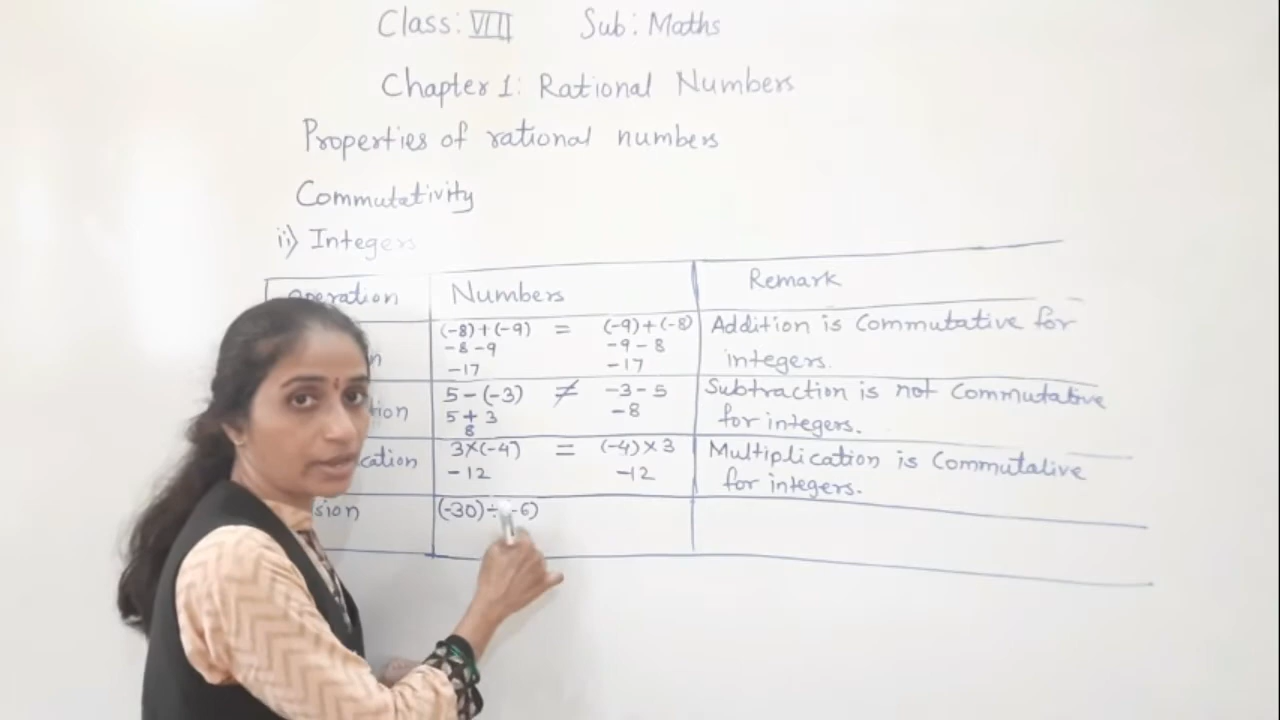 Class: VIII Sub: Maths
Chapter 1: Rational Numbers
Properties of rational numbers
Commutativity
ii) Integers
Operation Numbers Remark
(-8)+(-9) = (-9)+(-8) Addition is Commutative for
-8-9 -9-8 integers.
-17 -17
5-(-3) ≠ -3-5 Subtraction is not Commutative
5+3 -8 for integers.
8
3×(-4) = (-4)×3 Multiplication is Commutative
-12 -12 for integers.
(-30)÷ -6)